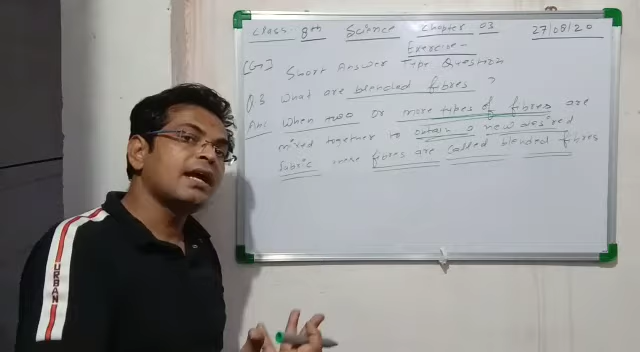 Class: 8th Science Chapter 03 27/08/20
Exercise-
[G] Short Answer Type Question
Q.3 What are blended fibres ?
Ans: When two or more types of fibres are
mixed together to obtain a new desired
fabric these fibres are called blended fibres
URBAN